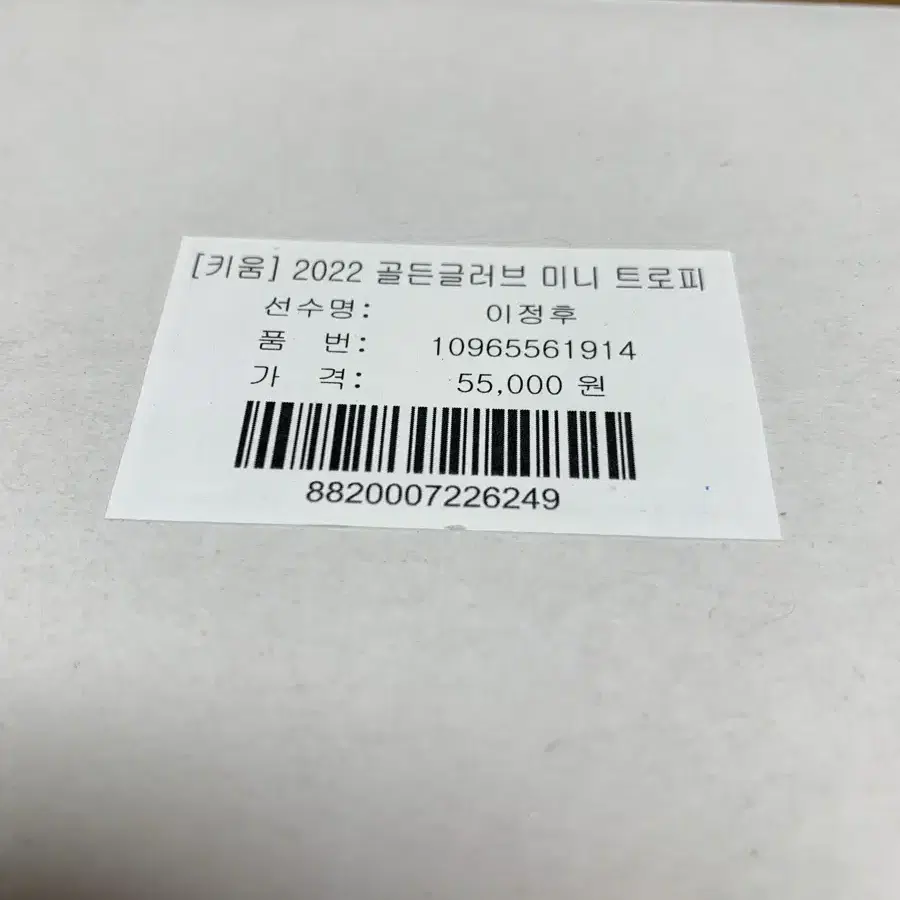 [키움] 2022 골든글러브 미니 트로피
선수명: 이정후
품 번: 10965561914
가 격: 55,000 원
8820007226249